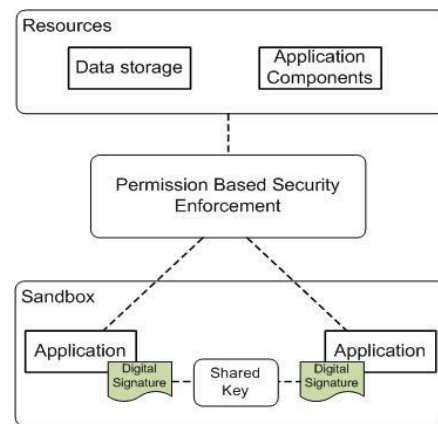 Resources
Data storage
Application
Components
Permission Based Security
Enforcement
Sandbox
Application
Digital
Signature
Shared
Key
Application
Digital
Signature